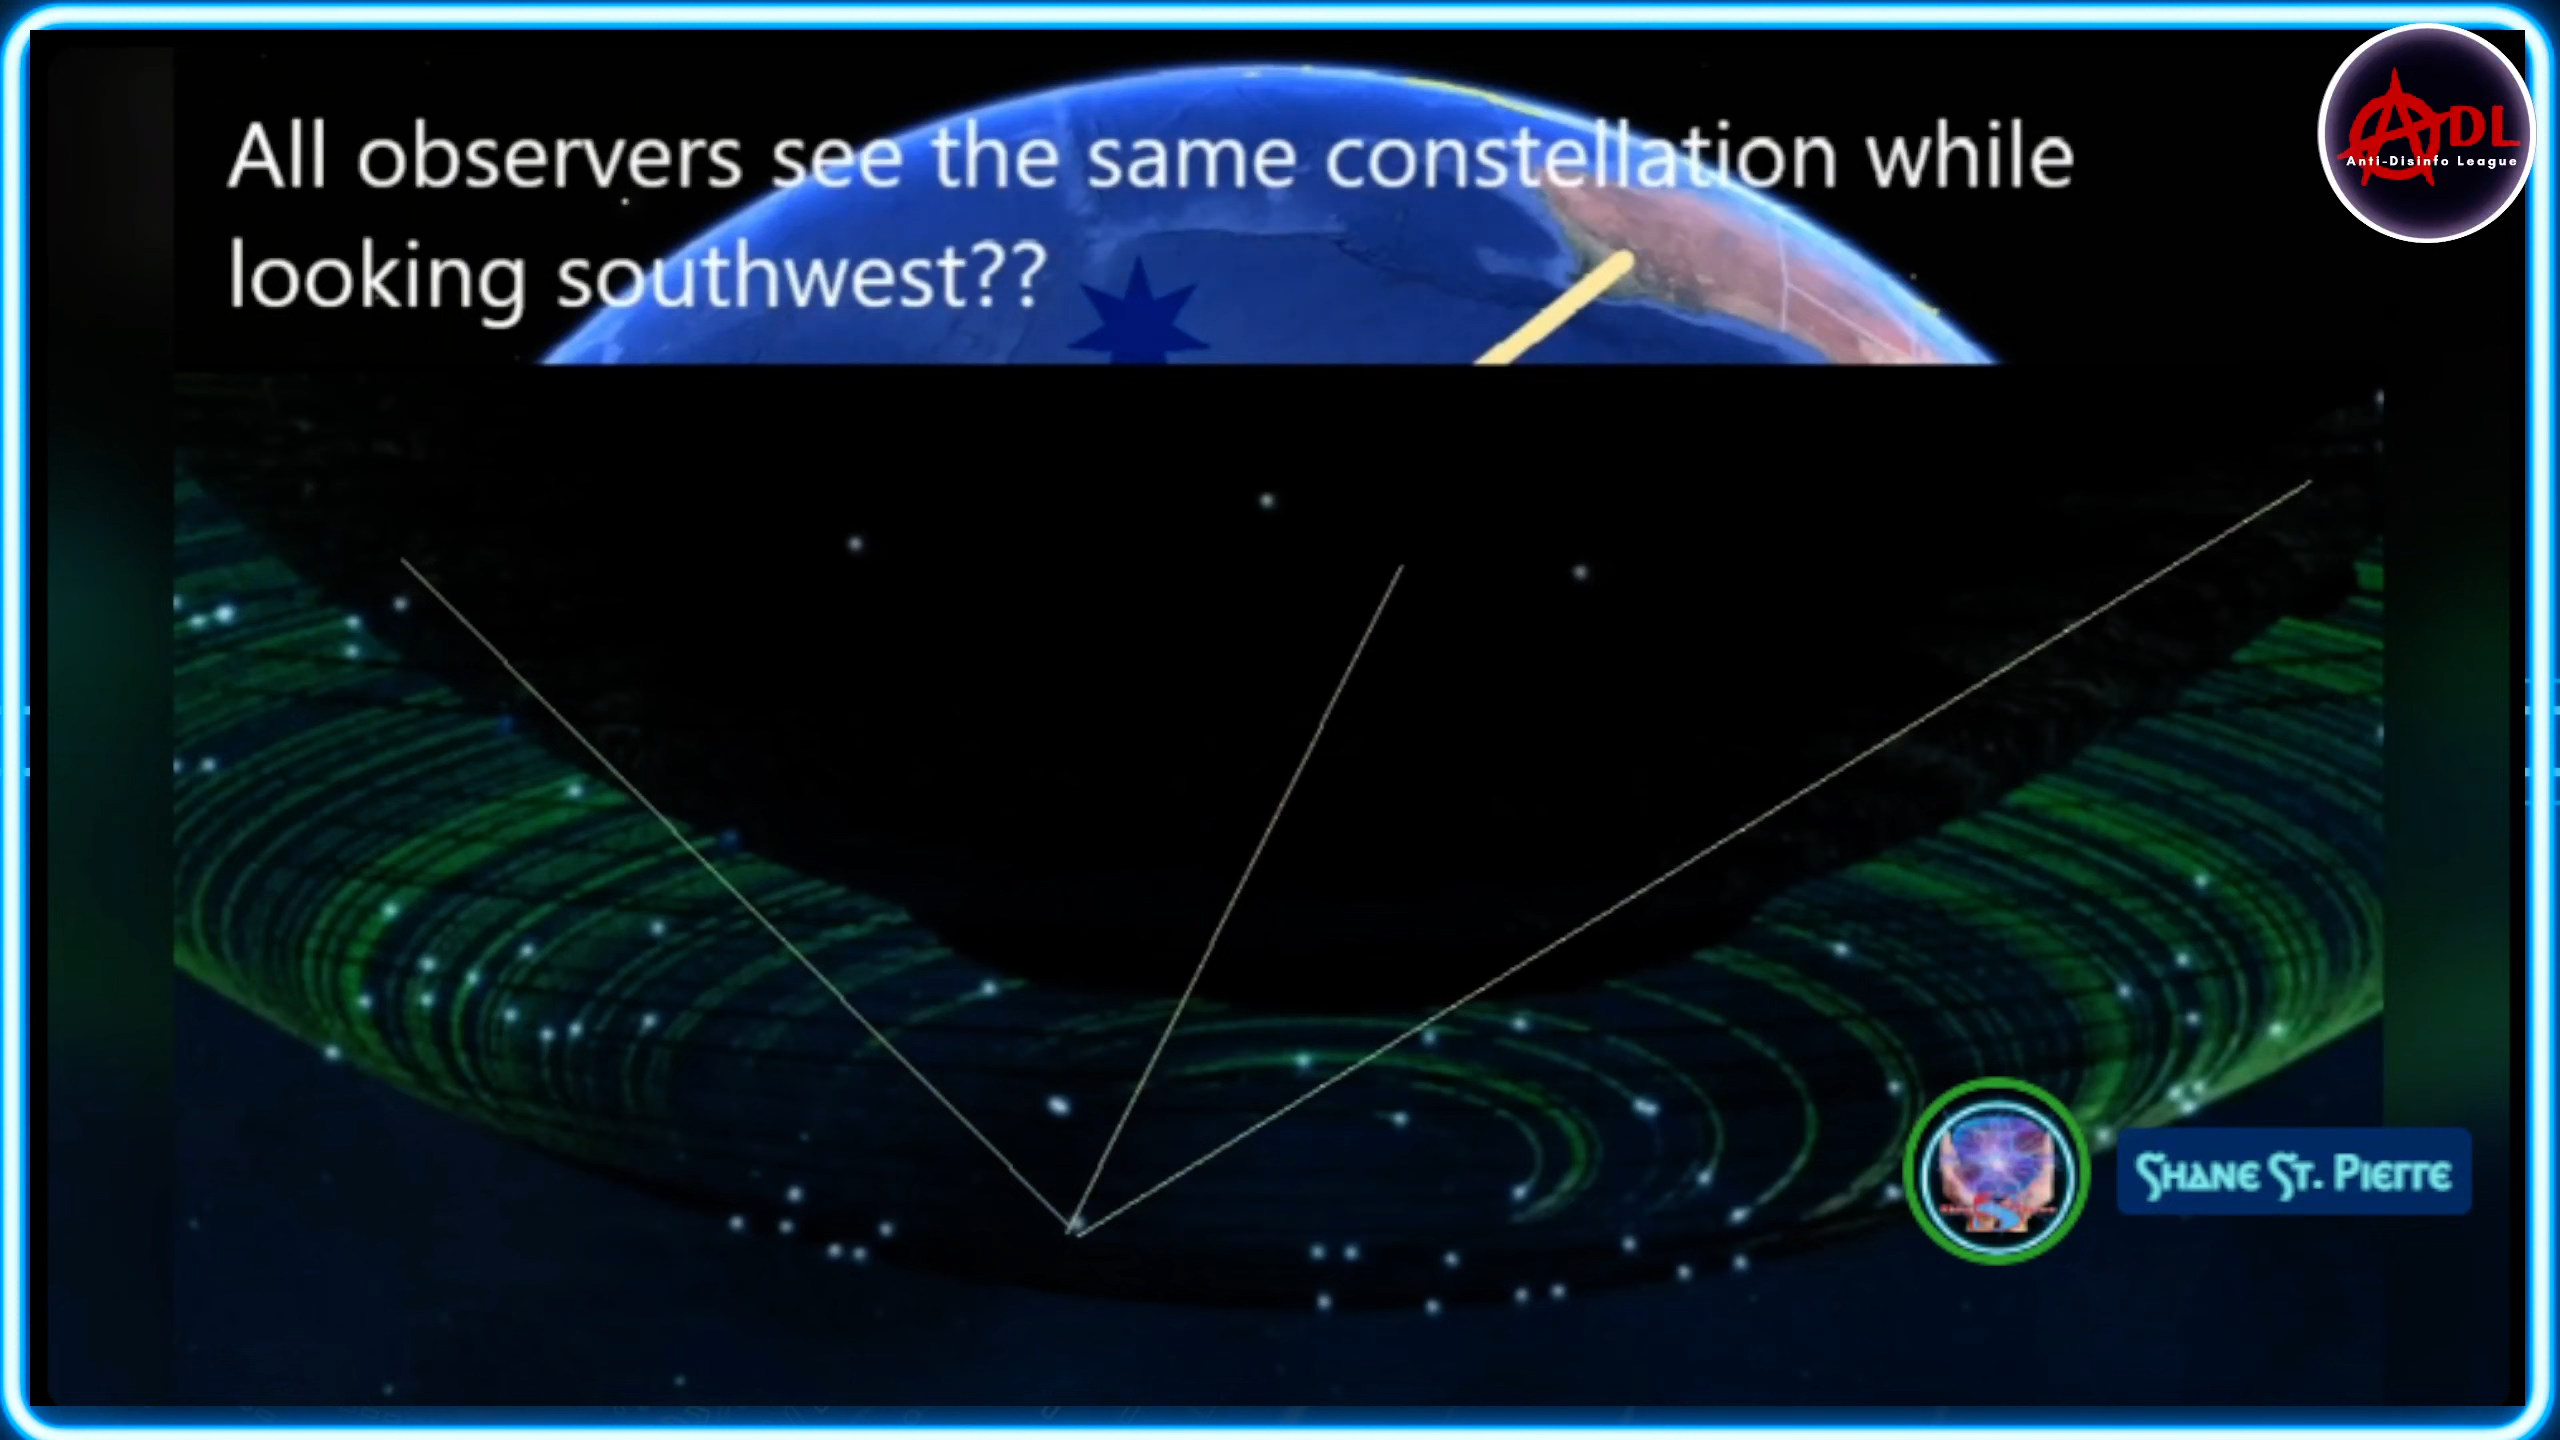 All observers see the same constellation while
looking southwest??
ADL
Anti-Disinfo League
Shane St. Pierre